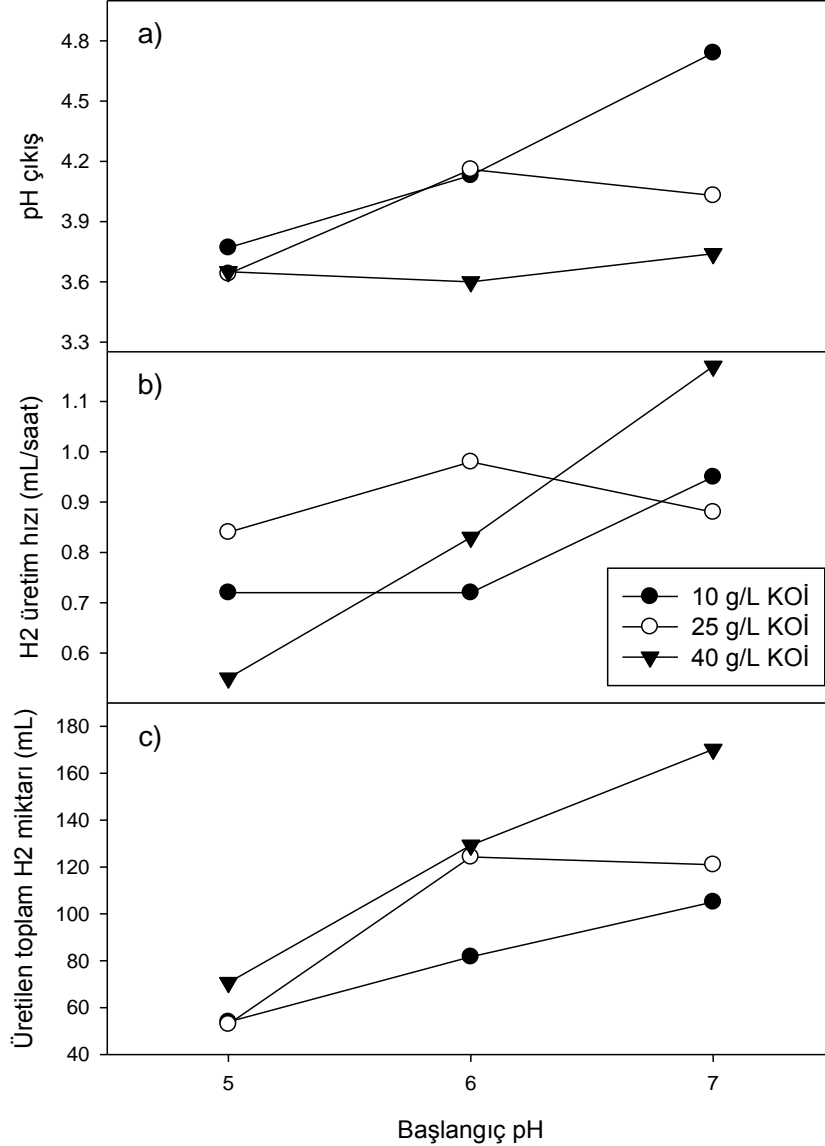 a)
pH çıkış
4.8
4.5
4.2
3.9
3.6
3.3
b)
H2 üretim hızı (mL/saat)
1.1
1.0
0.9
0.8
0.7
0.6
10 g/L KOİ
25 g/L KOİ
40 g/L KOİ
c)
Üretilen toplam H2 miktarı (mL)
180
160
140
120
100
80
60
40
5 6 7
Başlangıç pH